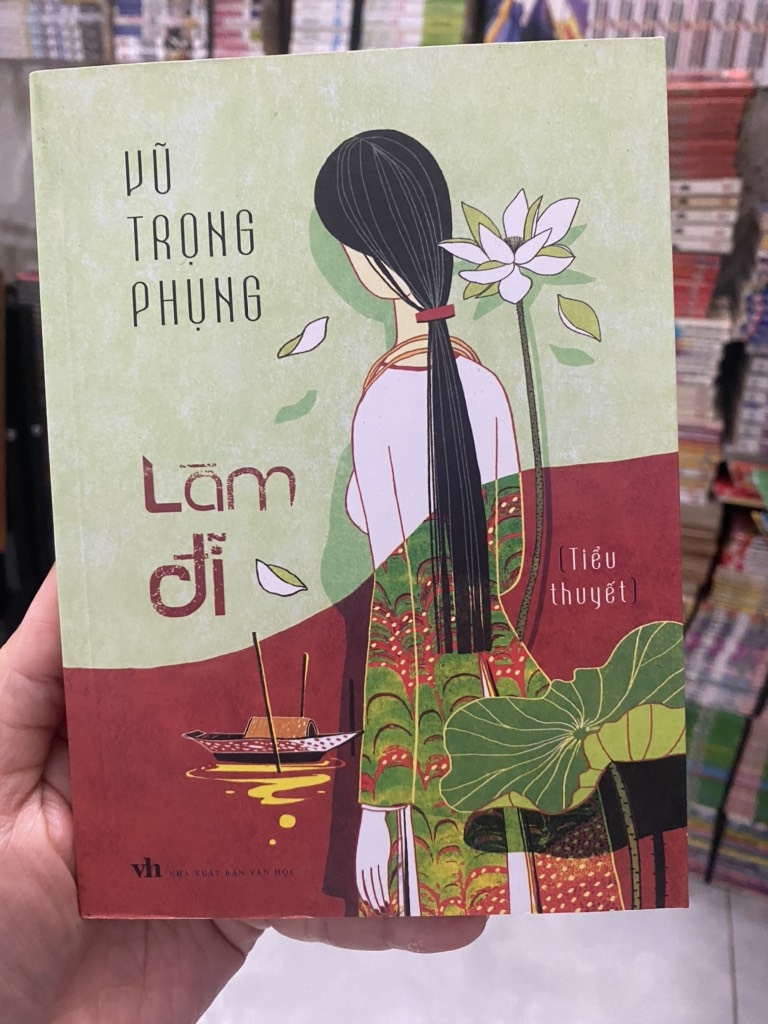 VŨ
TRỌNG
PHỤNG
Làm
đĩ
(Tiểu
thuyết)
vh NHÀ XUẤT BẢN VĂN HỌC